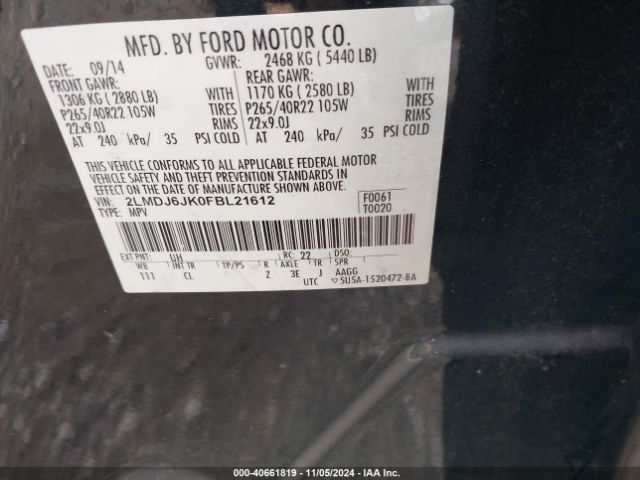 MFD. BY FORD MOTOR CO.
DATE: 09/14 GVWR: 2468 KG ( 5440 LB)
FRONT GAWR: REAR GAWR:
1306 KG ( 2880 LB) WITH 1170 KG ( 2580 LB) WITH
P265/40R22 105W TIRES P265/40R22 105W TIRES
22x9.0J RIMS 22x9.0J RIMS
AT 240 kPa/ 35 PSI COLD AT 240 kPa/ 35 PSI COLD
THIS VEHICLE CONFORMS TO ALL APPLICABLE FEDERAL MOTOR
VEHICLE SAFETY AND THEFT PREVENTION STANDARDS IN
EFFECT ON THE DATE OF MANUFACTURE SHOWN ABOVE.
VIN: 2LMDJ6JK0FBL21612 F0061
TYPE: MPV T0020
EXT PNT: UH RC: 22 DSO:
WB INT TR TP/PS R AXLE TR SPR
111 CL Z 3E J AAGG
UTC 5U5A-1520472-BA
© COPART - 40661819 - 11/05/2024 - IAA Inc.